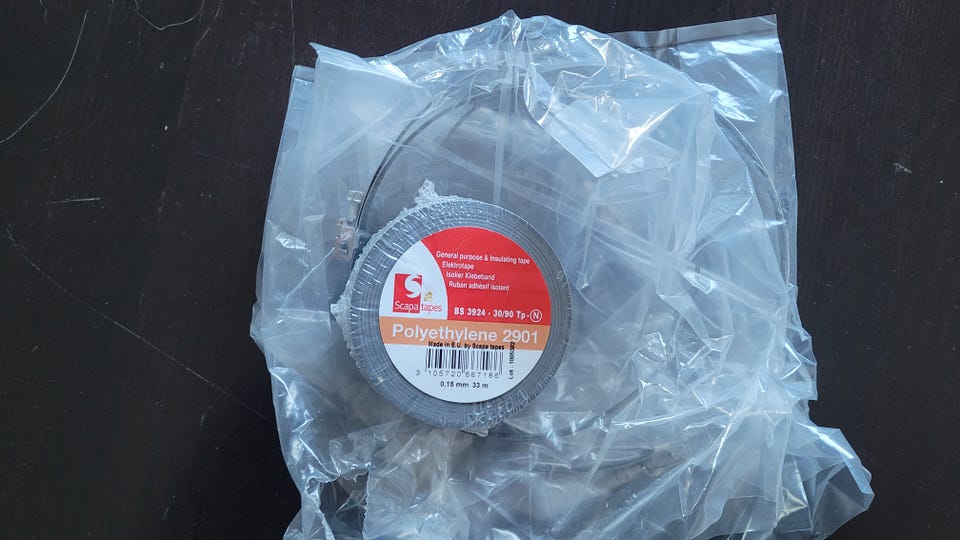 General purpose & Insulating tape
Elektrotape
Isolier Klebeband
Ruban adhésif isolant
S
Scapa tapes
BS 3924 - 30/90 Tp - N
Polyethylene 2901
Made in E.U. by Scapa tapes
3 105720 667186
0,15 mm 33 m